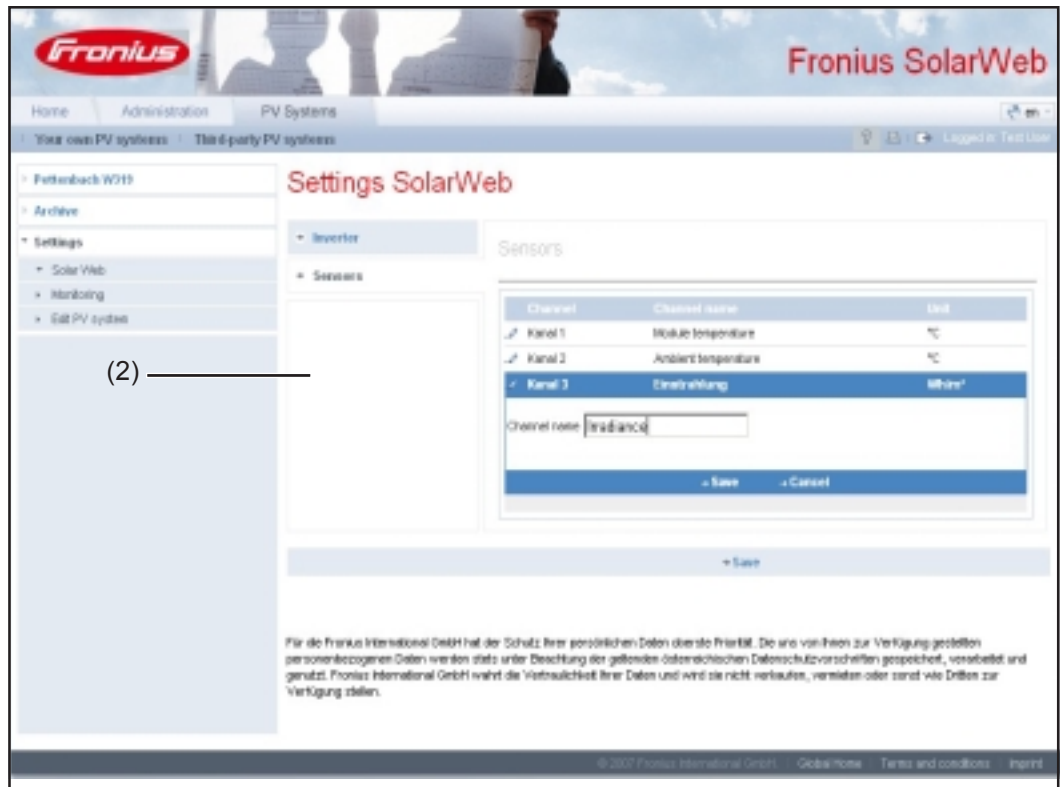 Fronius
Fronius SolarWeb
Home Administration PV Systems en
Your own PV systems Third-party PV systems Logged in: Test User
Pettenbach W319
Archive
Settings
Solar Web
Monitoring
Edit PV system
(2)
Settings SolarWeb
Inverter
Sensors
Sensors
Channel Channel name Unit
Kanal 1 Module temperature °C
Kanal 2 Ambient temperature °C
Kanal 3 Einstrahlung Wh/m²
Channel name Irradiance
Save Cancel
Save
Für die Fronius International GmbH hat der Schutz Ihrer persönlichen Daten oberste Priorität. Die uns von Ihnen zur Verfügung gestellten
personenbezogenen Daten werden stets unter Beachtung der geltenden österreichischen Datenschutzvorschriften gespeichert, verarbeitet und
genutzt. Fronius International GmbH wahrt die Vertraulichkeit Ihrer Daten und wird sie nicht verkaufen, vermieten oder sonst wie Dritten zur
Verfügung stellen.
© 2007 Fronius International GmbH Global Home Terms and conditions Imprint